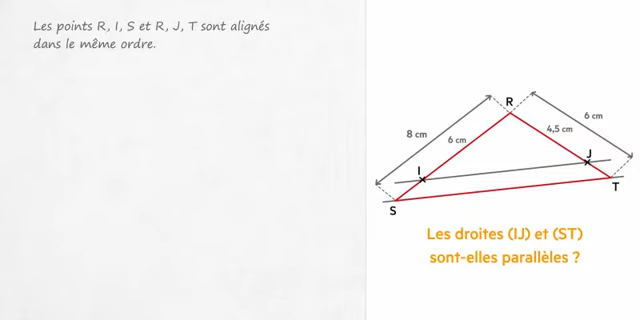 Les points R, I, S et R, J, T sont alignés
dans le même ordre.
R
6 cm
8 cm
6 cm
4,5 cm
I
J
S
T
Les droites (IJ) et (ST)
sont-elles parallèles ?